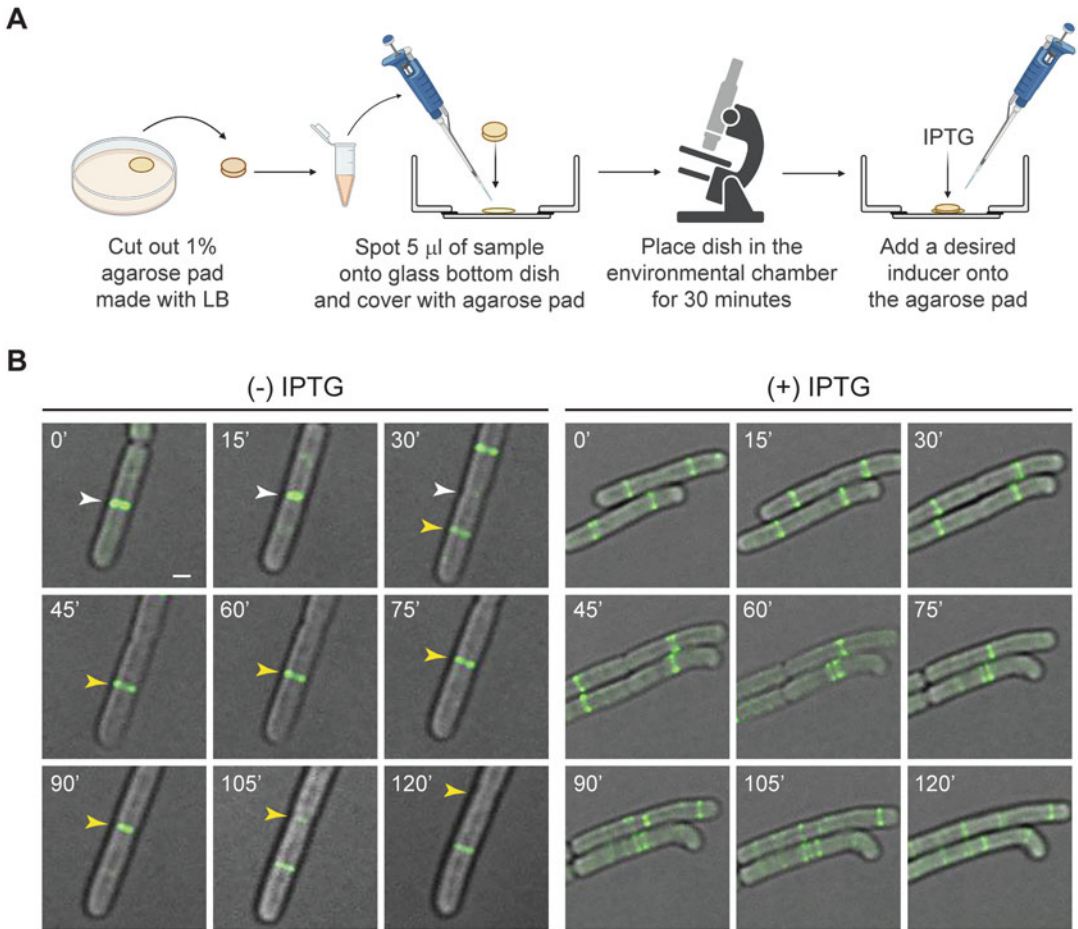 A
IPTG
Cut out 1%
agarose pad
made with LB
Spot 5 µl of sample
onto glass bottom dish
and cover with agarose pad
Place dish in the
environmental chamber
for 30 minutes
Add a desired
inducer onto
the agarose pad
B
(-) IPTG
(+) IPTG
0’ 15’ 30’ 0’ 15’ 30’
45’ 60’ 75’ 45’ 60’ 75’
90’ 105’ 120’ 90’ 105’ 120’